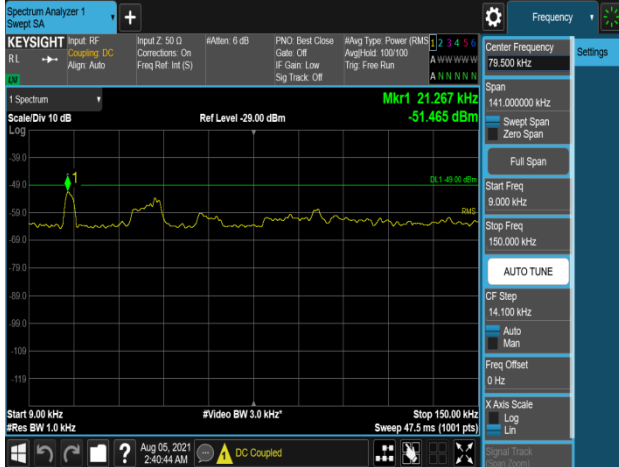 Spectrum Analyzer 1
Swept SA
Frequency
KEYSIGHT
R L
Input: RF
Coupling: DC
Align: Auto
Input Z: 50 Ω
Corrections: On
Freq Ref: Int (S)
#Atten: 6 dB
PNO: Best Close
Gate: Off
IF Gain: Low
Sig Track: Off
#Avg Type: Power (RMS
Avg|Hold: 100/100
Trig: Free Run
1 2 3 4 5 6
A W W W W W
A N N N N N
Center Frequency
79.500 kHz
Settings
Span
141.000000 kHz
Swept Span
Zero Span
Full Span
Start Freq
9.000 kHz
Stop Freq
150.000 kHz
AUTO TUNE
CF Step
14.100 kHz
Auto
Man
Freq Offset
0 Hz
X Axis Scale
Log
Lin
Signal Track
(Span Zoom)
1 Spectrum
Scale/Div 10 dB
Log
Ref Level -29.00 dBm
Mkr1 21.267 kHz
-51.465 dBm
-39.0
-49.0
-59.0
-69.0
-79.0
-89.0
-99.0
-109
-119
1
DL1 -49.00 dBm
RMS
Start 9.00 kHz
#Res BW 1.0 kHz
#Video BW 3.0 kHz*
Stop 150.00 kHz
Sweep 47.5 ms (1001 pts)
?
Aug 05, 2021
2:40:44 AM
DC Coupled